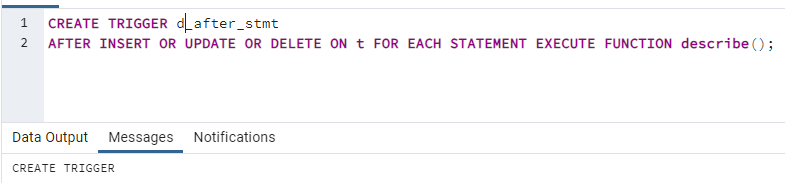 1 CREATE TRIGGER d_after_stmt
2 AFTER INSERT OR UPDATE OR DELETE ON t FOR EACH STATEMENT EXECUTE FUNCTION describe();
Data Output Messages Notifications
CREATE TRIGGER